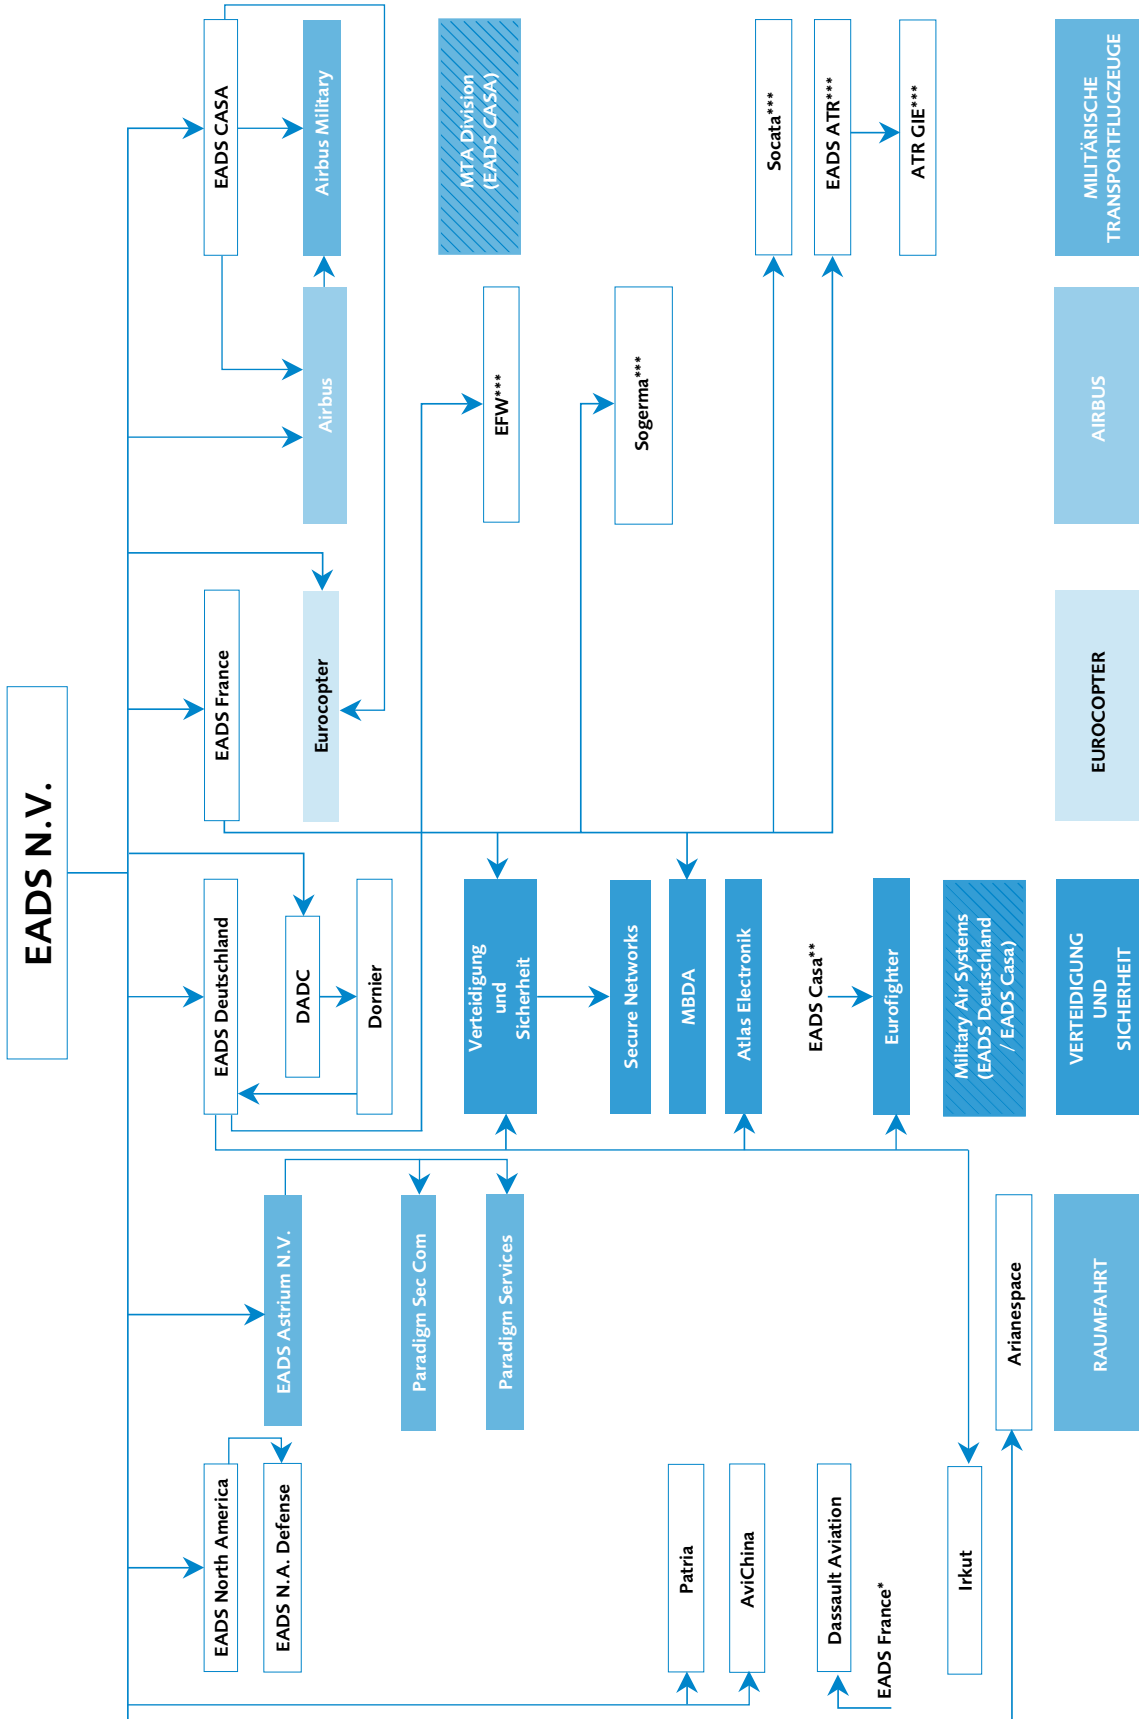 EADS N.V.
EADS North America
EADS N.A. Defense
Patria
AviChina
Dassault Aviation
EADS France*
Irkut
EADS Astrium N.V.
Paradigm Sec Com
Paradigm Services
Arianespace
RAUMFAHRT
EADS Deutschland
DADC
Dornier
Verteidigung
und
Sicherheit
Secure Networks
MBDA
Atlas Electronik
EADS Casa**
Eurofighter
Military Air Systems
(EADS Deutschland
/ EADS Casa)
VERTEIDIGUNG
UND
SICHERHEIT
EADS France
Eurocopter
EUROCOPTER
Airbus
EFW***
Sogerma***
AIRBUS
EADS CASA
Airbus Military
MTA Division
(EADS CASA)
Socata***
EADS ATR***
ATR GIE***
MILITÄRISCHE
TRANSPORTFLUGZEUGE